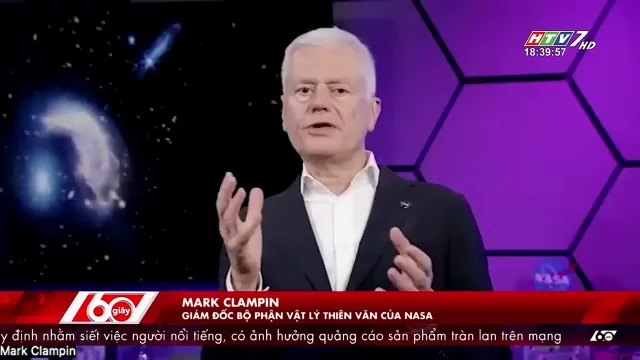 HTV7 HD
18:39:57
NASA
60 giây
MARK CLAMPIN
GIÁM ĐỐC BỘ PHẬN VẬT LÝ THIÊN VĂN CỦA NASA
y định nhằm siết việc người nổi tiếng, có ảnh hưởng quảng cáo sản phẩm tràn lan trên mạng
60
Mark Clampin